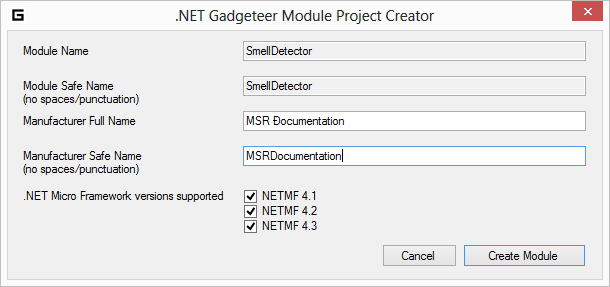 .NET Gadgeteer Module Project Creator
Module Name
SmellDetector
Module Safe Name
(no spaces/punctuation)
SmellDetector
Manufacturer Full Name
MSR Documentation
Manufacturer Safe Name
(no spaces/punctuation)
MSRDocumentation
.NET Micro Framework versions supported
NETMF 4.1
NETMF 4.2
NETMF 4.3
Cancel
Create Module